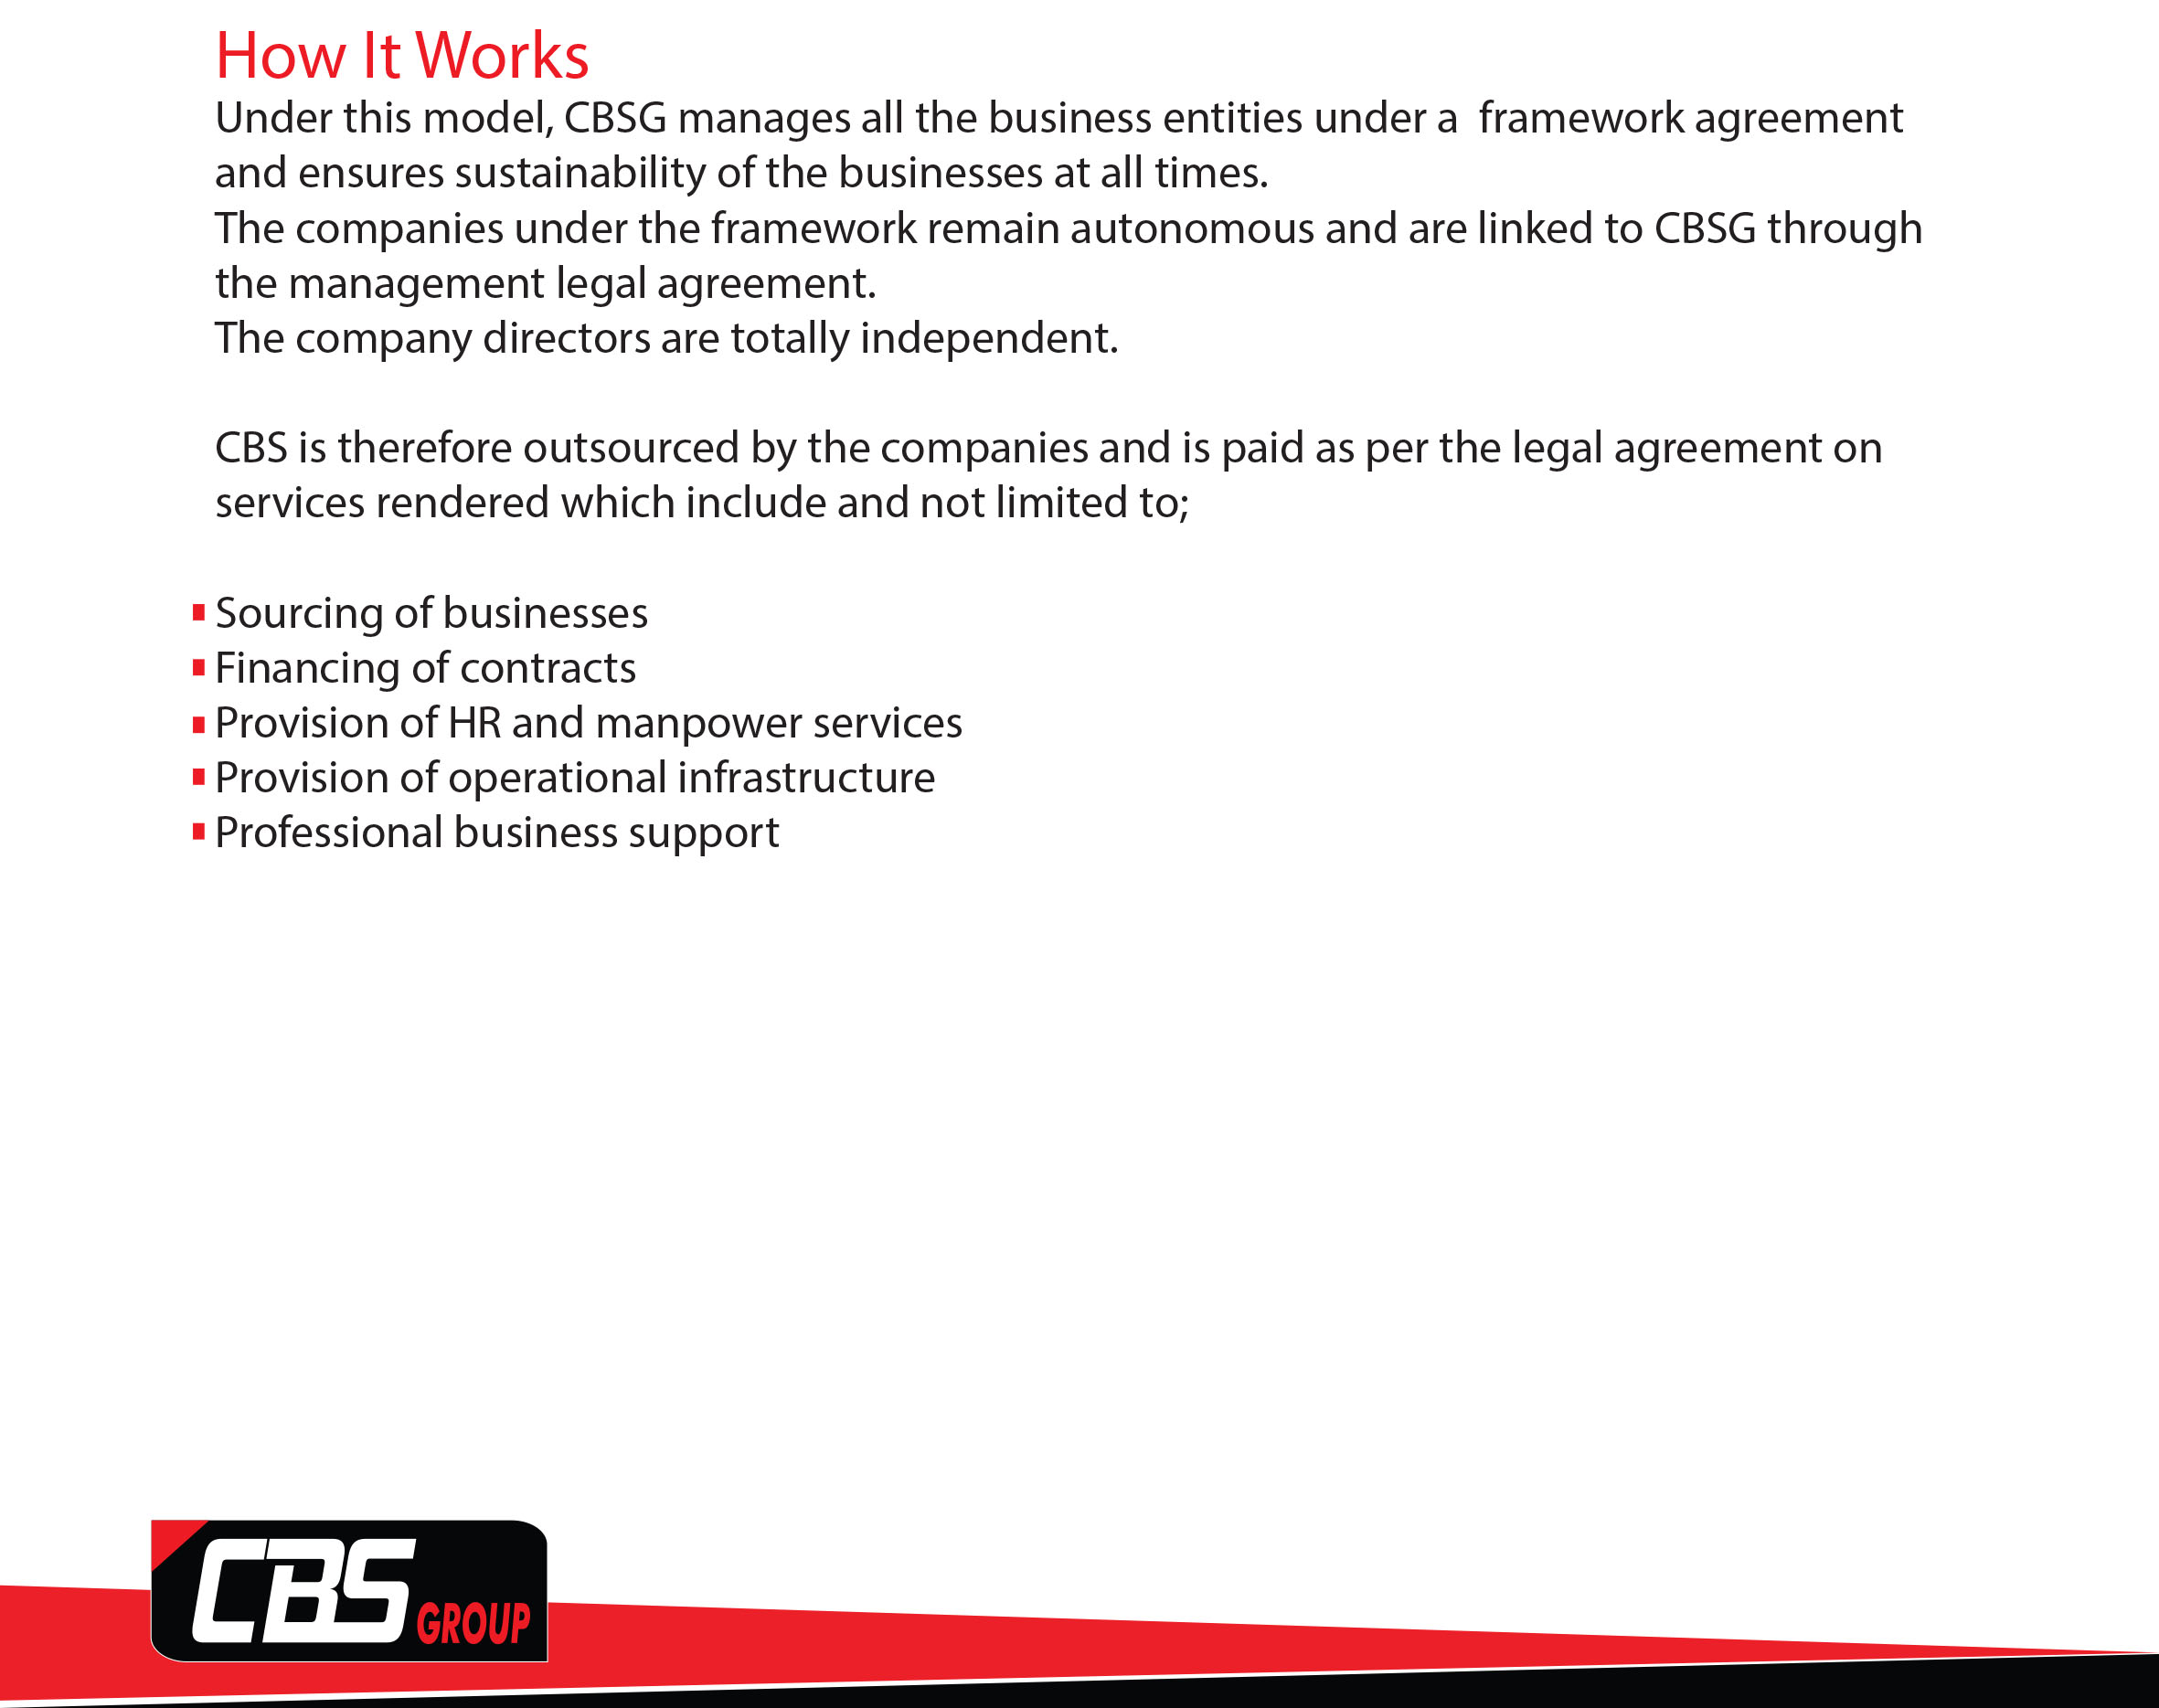 How It Works
Under this model, CBSG manages all the business entities under a  framework agreement
and ensures sustainability of the businesses at all times.
The companies under the framework remain autonomous and are linked to CBSG through
the management legal agreement.
The company directors are totally independent.
CBS is therefore outsourced by the companies and is paid as per the legal agreement on
services rendered which include and not limited to;
Sourcing of businesses
Financing of contracts
Provision of HR and manpower services
Provision of operational infrastructure
Professional business support
CBS GROUP